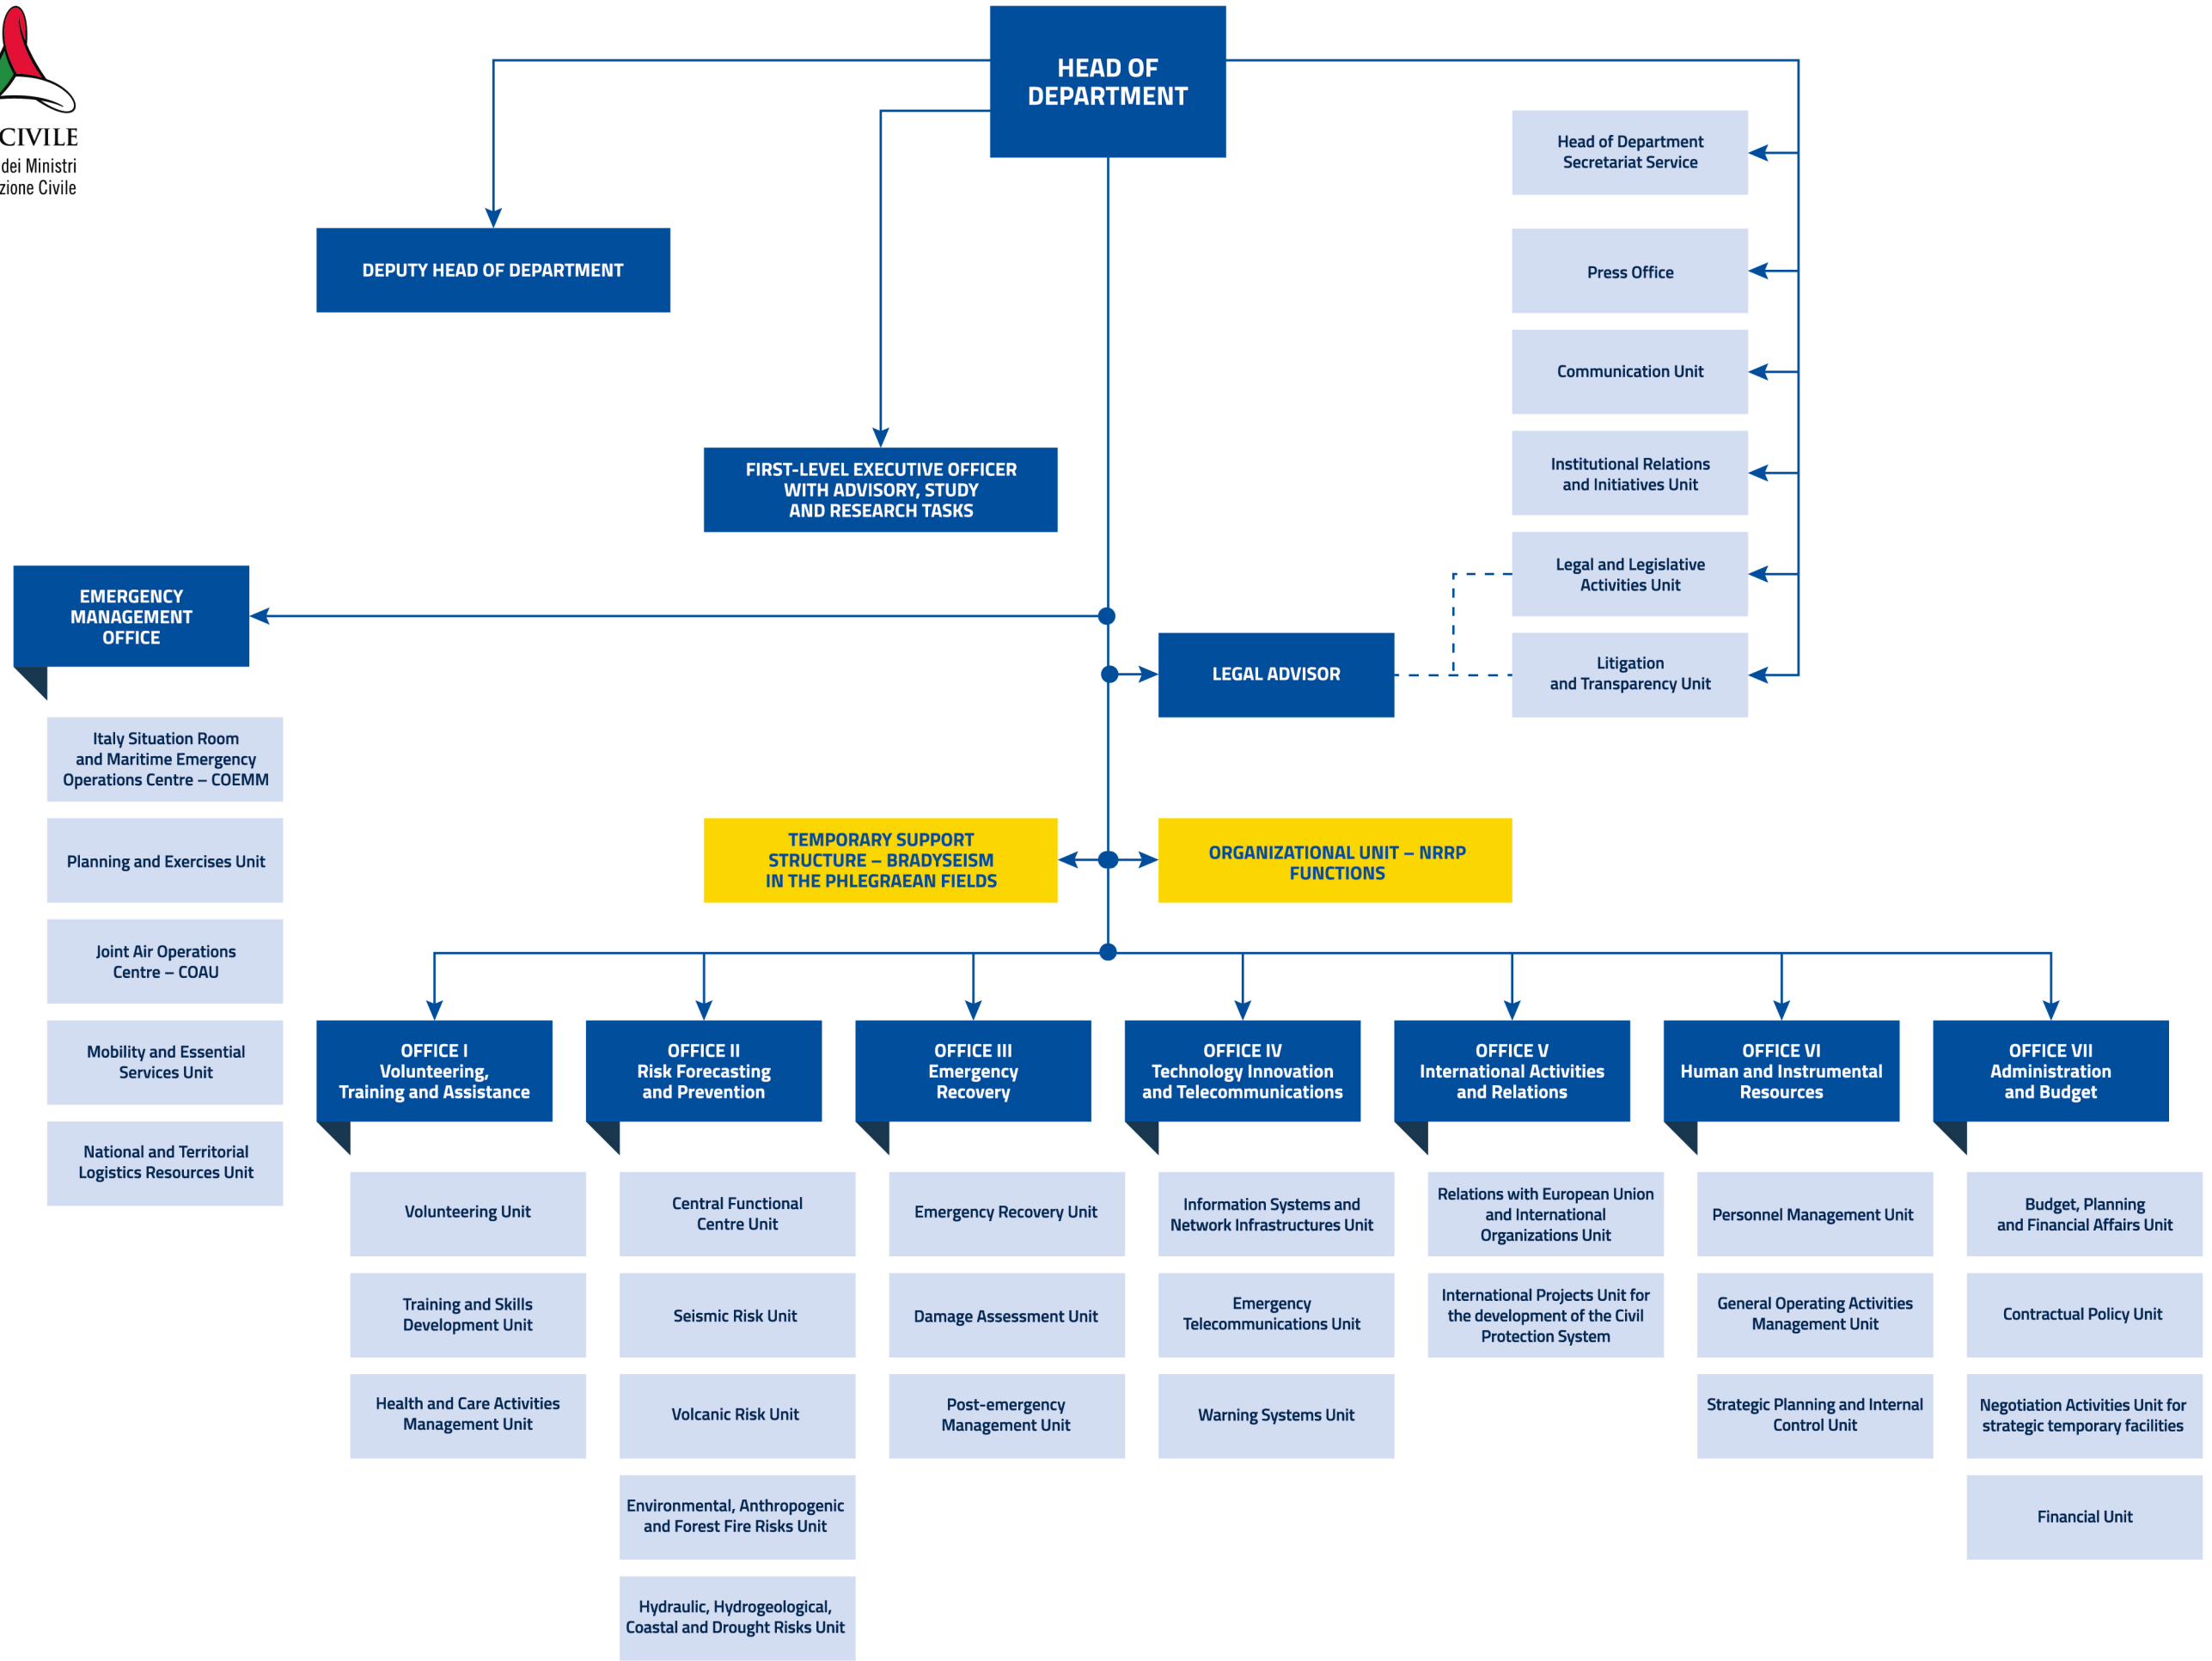 CIVILE
dei Ministri
zione Civile
HEAD OF
DEPARTMENT
Head of Department
Secretariat Service
Press Office
Communication Unit
Institutional Relations
and Initiatives Unit
Legal and Legislative
Activities Unit
Litigation
and Transparency Unit
DEPUTY HEAD OF DEPARTMENT
FIRST-LEVEL EXECUTIVE OFFICER
WITH ADVISORY, STUDY
AND RESEARCH TASKS
EMERGENCY
MANAGEMENT
OFFICE
LEGAL ADVISOR
Italy Situation Room
and Maritime Emergency
Operations Centre – COEMM
Planning and Exercises Unit
Joint Air Operations
Centre – COAU
Mobility and Essential
Services Unit
National and Territorial
Logistics Resources Unit
TEMPORARY SUPPORT
STRUCTURE – BRADYSEISM
IN THE PHLEGRAEAN FIELDS
ORGANIZATIONAL UNIT – NRRP
FUNCTIONS
OFFICE I
Volunteering,
Training and Assistance
Volunteering Unit
Training and Skills
Development Unit
Health and Care Activities
Management Unit
OFFICE II
Risk Forecasting
and Prevention
Central Functional
Centre Unit
Seismic Risk Unit
Volcanic Risk Unit
Environmental, Anthropogenic
and Forest Fire Risks Unit
Hydraulic, Hydrogeological,
Coastal and Drought Risks Unit
OFFICE III
Emergency
Recovery
Emergency Recovery Unit
Damage Assessment Unit
Post-emergency
Management Unit
OFFICE IV
Technology Innovation
and Telecommunications
Information Systems and
Network Infrastructures Unit
Emergency
Telecommunications Unit
Warning Systems Unit
OFFICE V
International Activities
and Relations
Relations with European Union
and International
Organizations Unit
International Projects Unit for
the development of the Civil
Protection System
OFFICE VI
Human and Instrumental
Resources
Personnel Management Unit
General Operating Activities
Management Unit
Strategic Planning and Internal
Control Unit
OFFICE VII
Administration
and Budget
Budget, Planning
and Financial Affairs Unit
Contractual Policy Unit
Negotiation Activities Unit for
strategic temporary facilities
Financial Unit